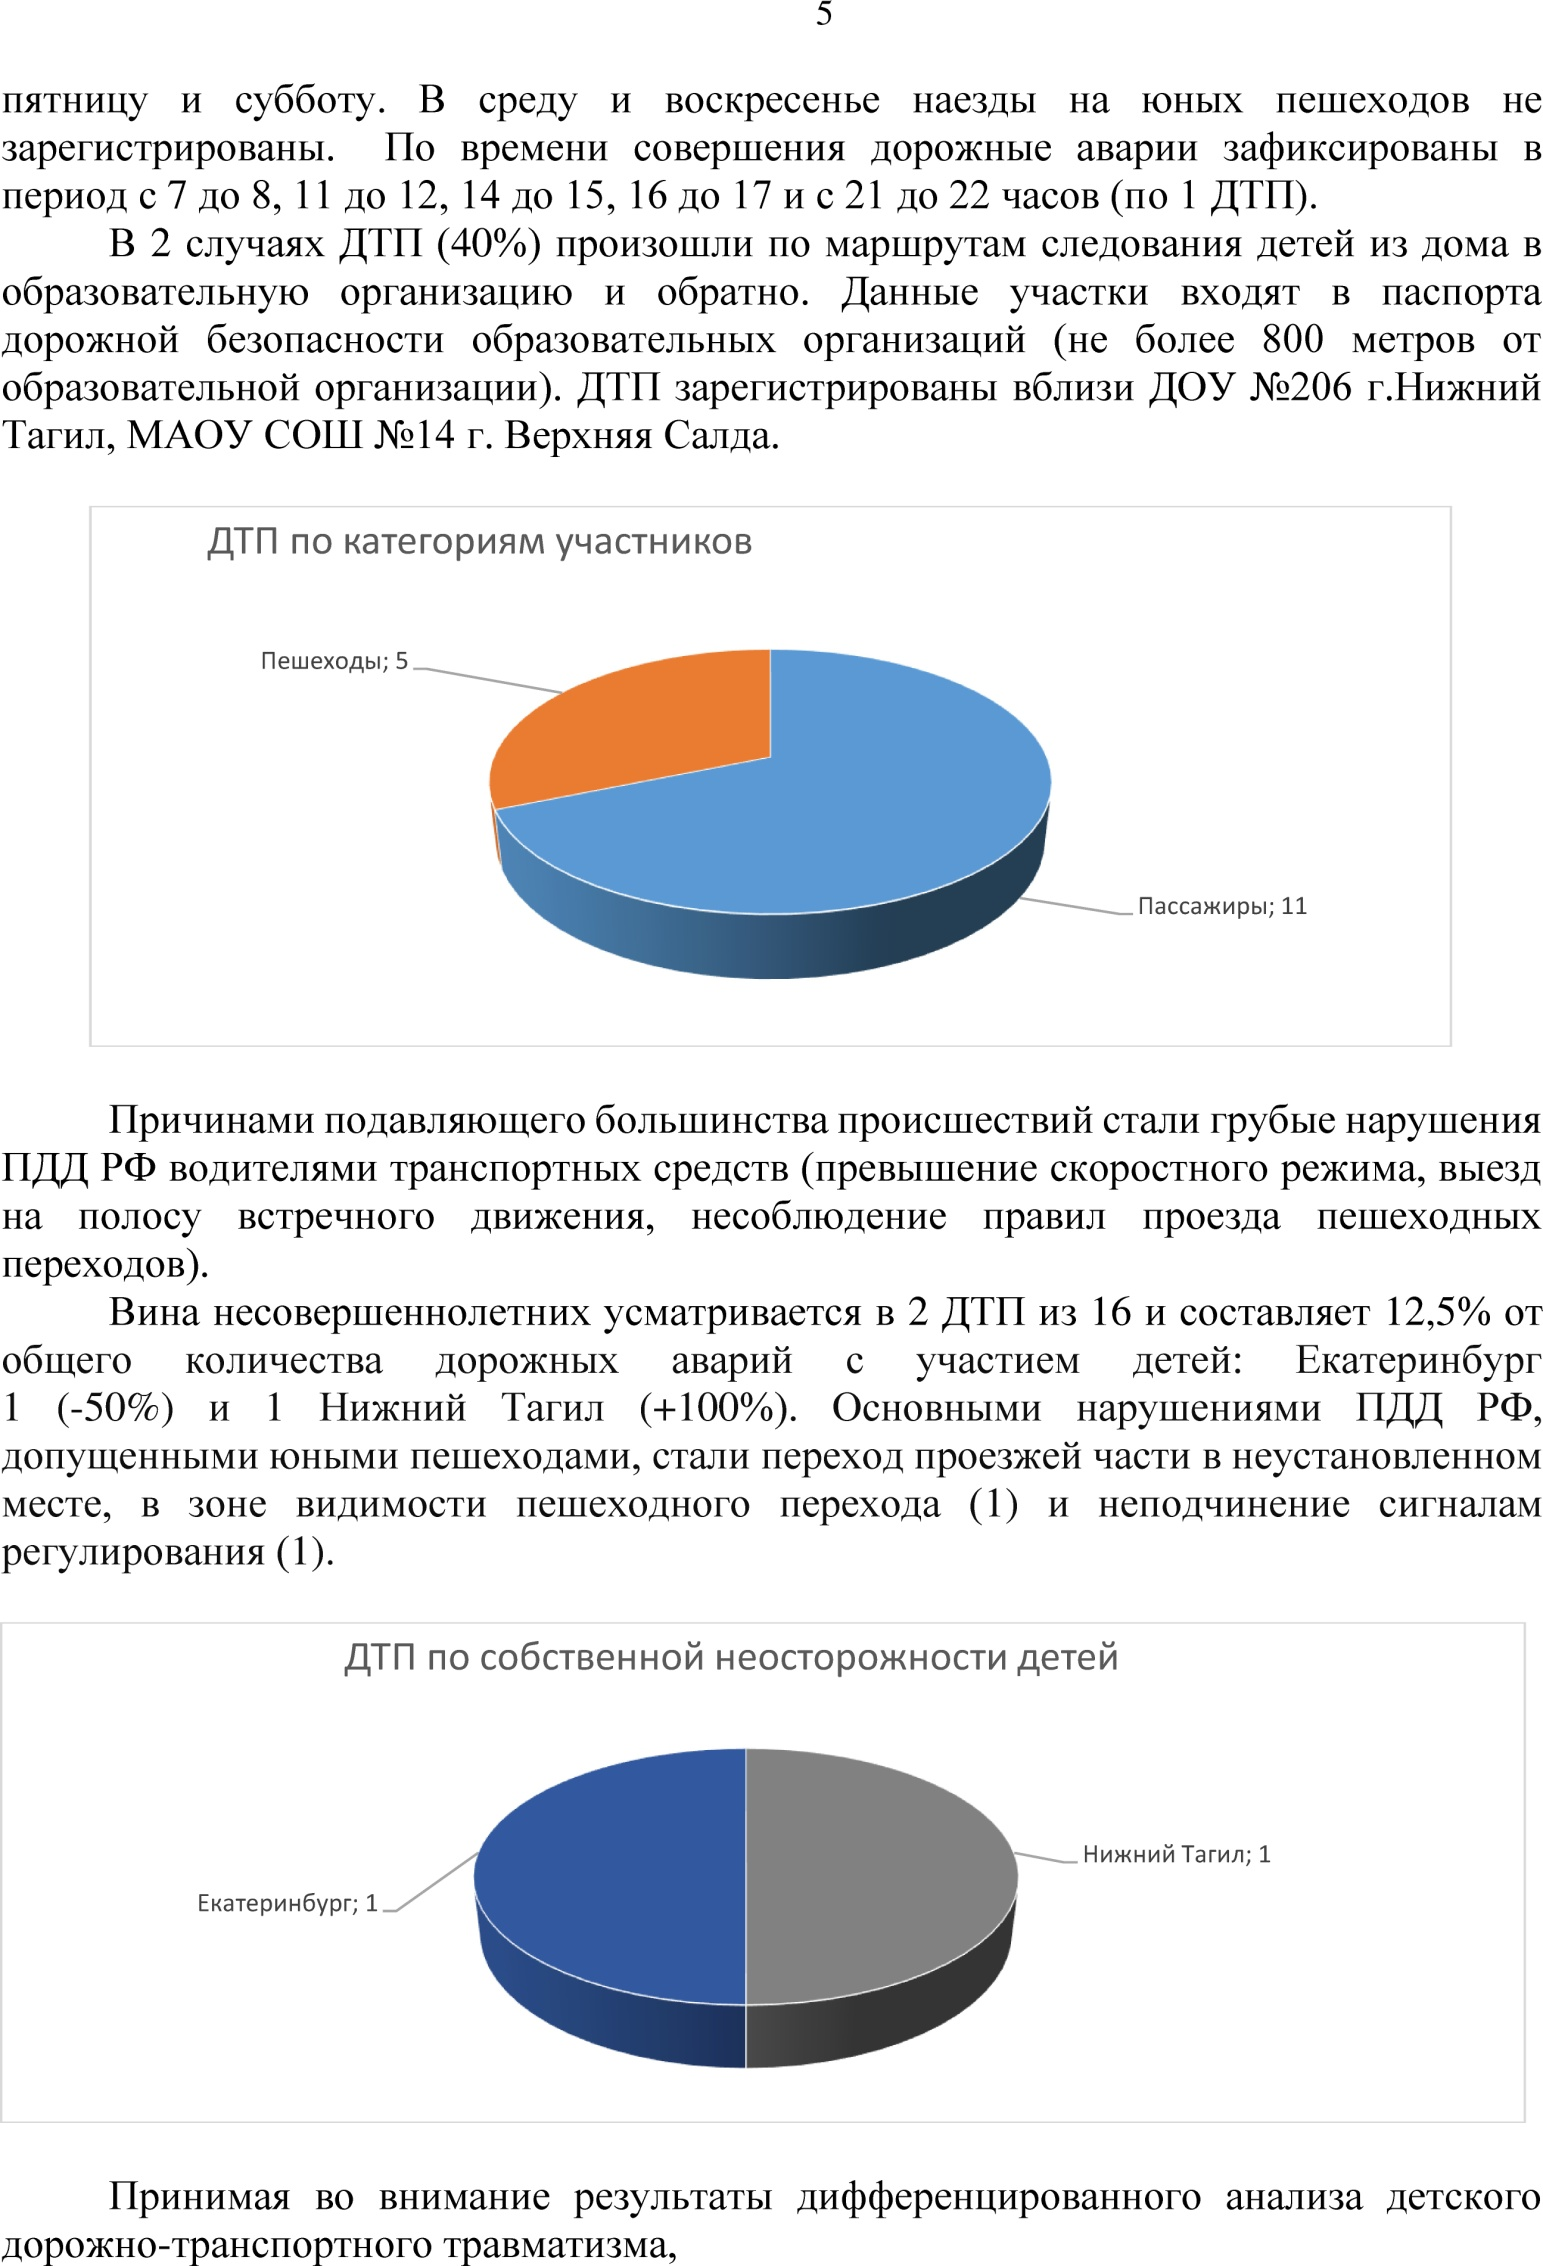 5
пятницу и субботу. В среду и воскресенье наезды на юных пешеходов не
зарегистрированы. По времени совершения дорожные аварии зафиксированы в
период с 7 до 8, 11 до 12, 14 до 15, 16 до 17 и с 21 до 22 часов (по 1 ДТП).
В 2 случаях ДТП (40%) произошли по маршрутам следования детей из дома в
образовательную организацию и обратно. Данные участки входят в паспорта
дорожной безопасности образовательных организаций (не более 800 метров от
образовательной организации). ДТП зарегистрированы вблизи ДОУ №206 г.Нижний
Тагил, МАОУ СОШ №14 г. Верхняя Салда.
ДТП по категориям участников
Пешеходы; 5
Пассажиры; 11
Причинами подавляющего большинства происшествий стали грубые нарушения
ПДД РФ водителями транспортных средств (превышение скоростного режима, выезд
на полосу встречного движения, несоблюдение правил проезда пешеходных
переходов).
Вина несовершеннолетних усматривается в 2 ДТП из 16 и составляет 12,5% от
общего количества дорожных аварий с участием детей: Екатеринбург
1 (-50%) и 1 Нижний Тагил (+100%). Основными нарушениями ПДД РФ,
допущенными юными пешеходами, стали переход проезжей части в неустановленном
месте, в зоне видимости пешеходного перехода (1) и неподчинение сигналам
регулирования (1).
ДТП по собственной неосторожности детей
Нижний Тагил; 1
Екатеринбург; 1
Принимая во внимание результаты дифференцированного анализа детского
дорожно-транспортного травматизма,